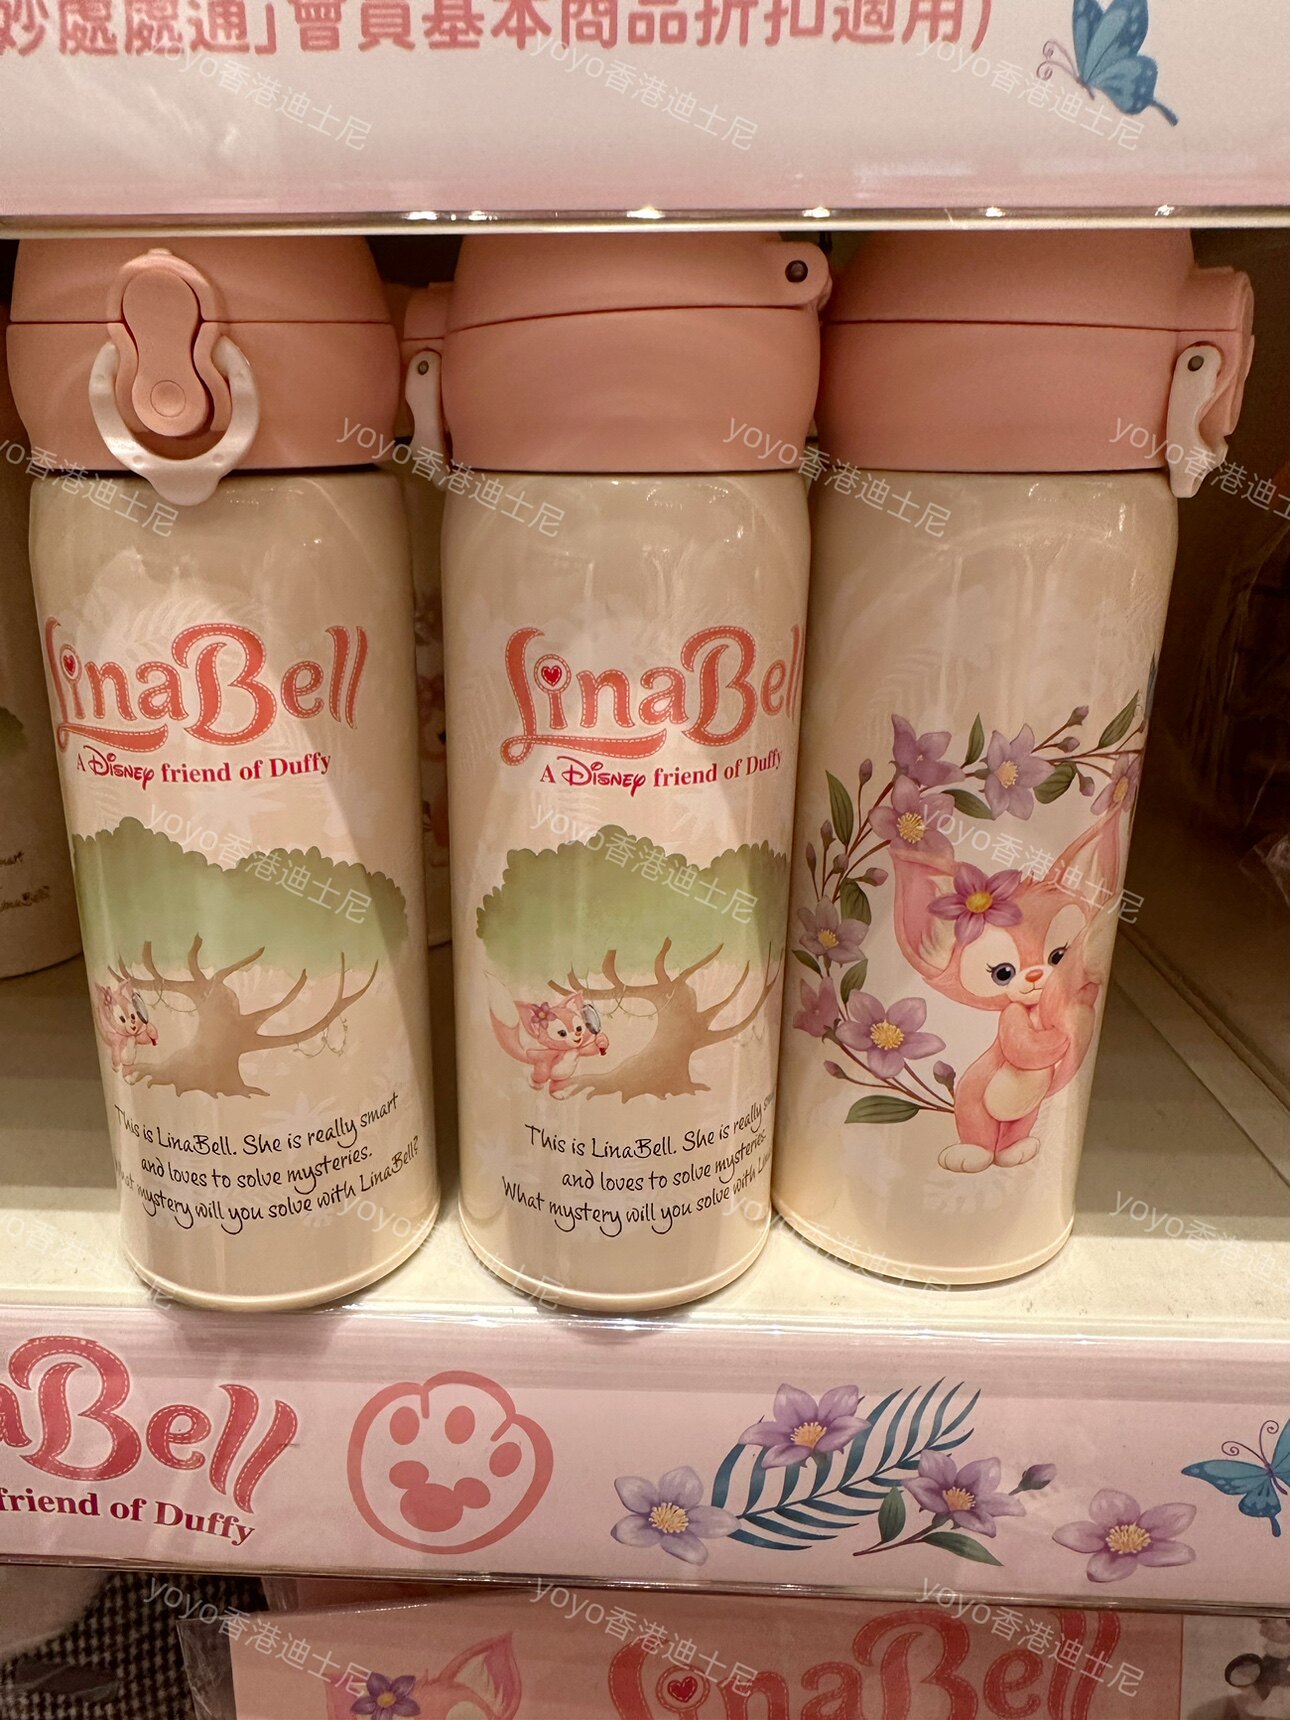 妙處處通」會員基本商品折扣適用)
LinaBell
A Disney friend of Duffy
This is LinaBell. She is really smart
and loves to solve mysteries.
What mystery will you solve with LinaBell?
LinaBell
A Disney friend of Duffy
This is LinaBell. She is really
and loves to solve mysteries.
What mystery will you solve with
smart
LinaBell
aBell
friend of Duffy
LinaBell
yoyo香港迪士尼